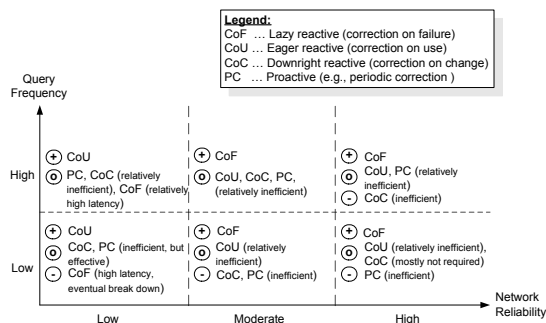 Legend:
CoF … Lazy reactive (correction on failure)
CoU … Eager reactive (correction on use)
CoC … Downright reactive (correction on change)
PC … Proactive (e.g., periodic correction )
Query
Frequency
High
+ CoU
o PC, CoC (relatively
inefficient), CoF (relatively
high latency)
+ CoF
o CoU, CoC, PC,
(relatively inefficient)
+ CoF
o CoU, PC (relatively
inefficient)
- CoC (inefficient)
Low
+ CoU
o CoC, PC (inefficient, but
effective)
- CoF (high latency,
eventual break down)
+ CoF
o CoU (relatively
inefficient)
- CoC, PC (inefficient)
+ CoF
o CoU (relatively inefficient),
CoC (mostly not required)
- PC (inefficient)
Low
Moderate
High
Network
Reliability